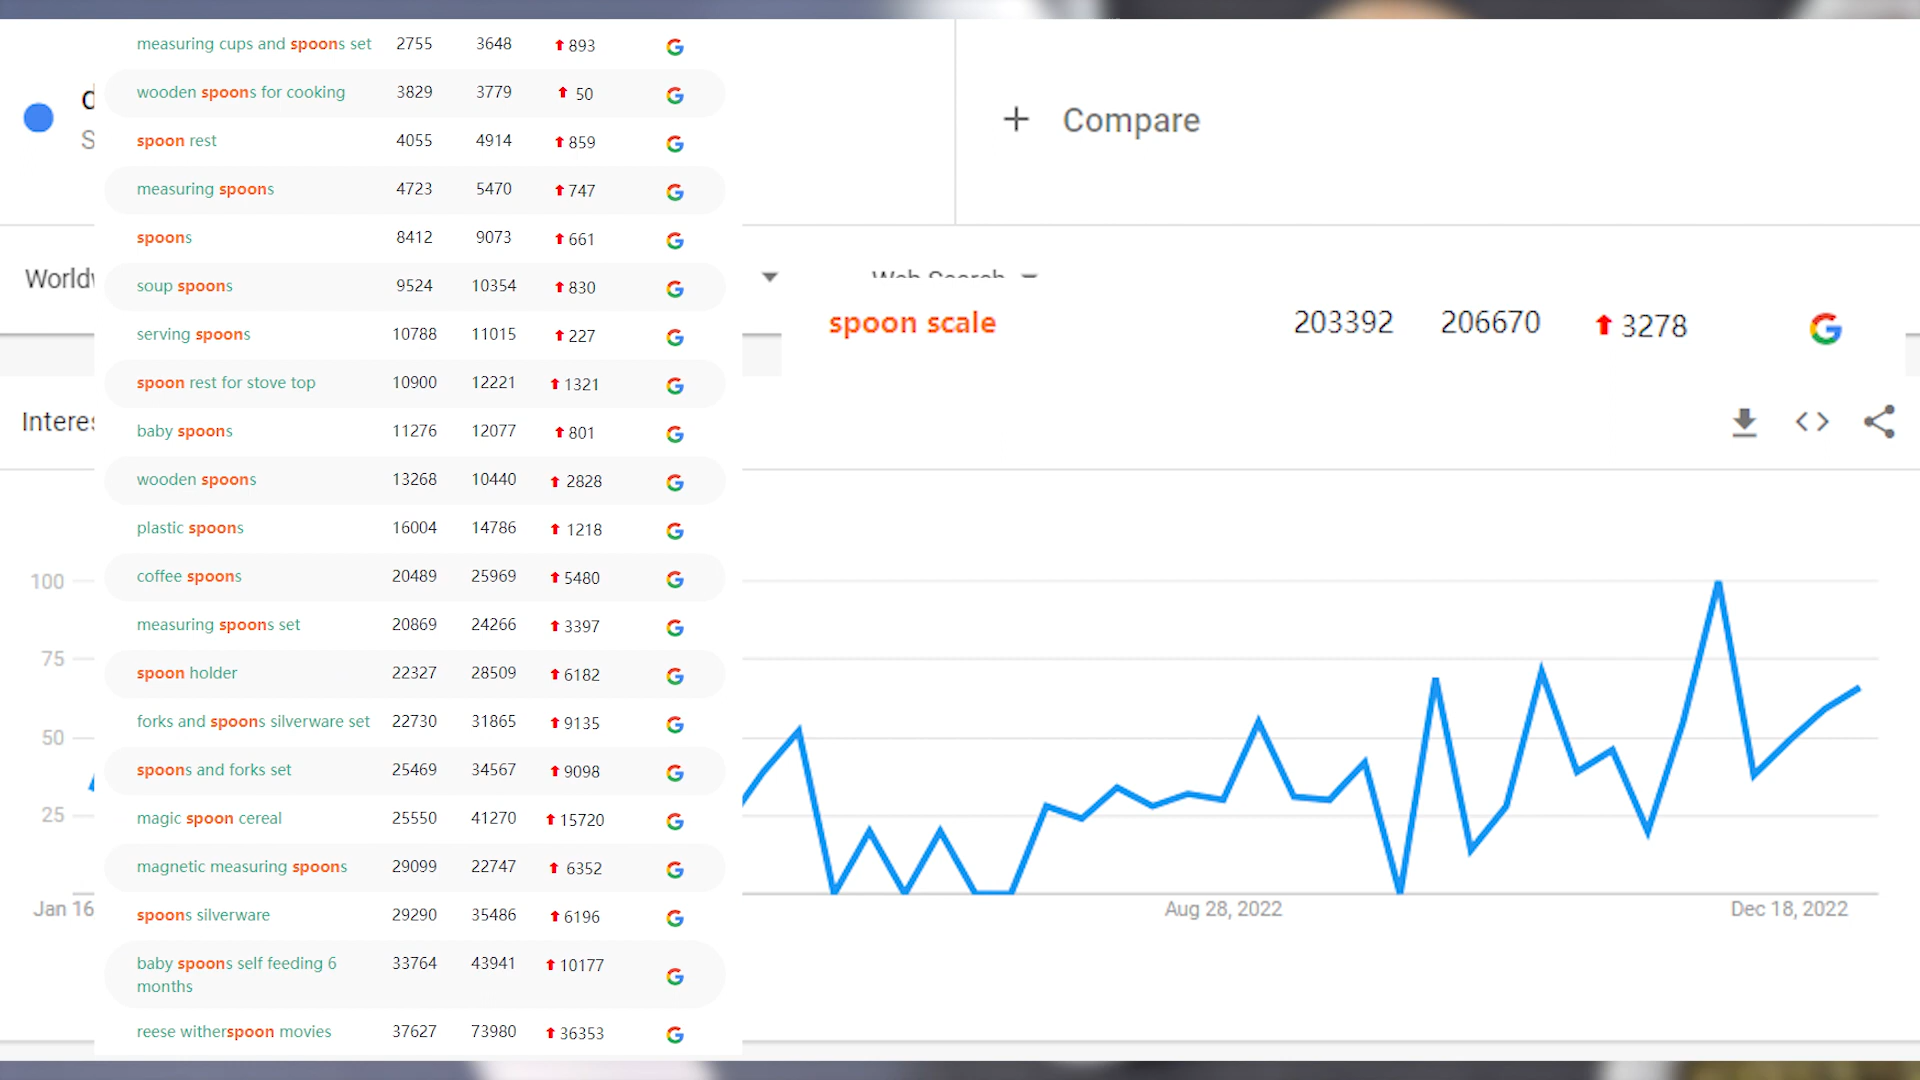 measuring cups and spoons set 2755 3648 893
wooden spoons for cooking 3829 3779 50
spoon rest 4055 4914 859
measuring spoons 4723 5470 747
spoons 8412 9073 661
soup spoons 9524 10354 830
serving spoons 10788 11015 227
spoon rest for stove top 10900 12221 1321
baby spoons 11276 12077 801
wooden spoons 13268 10440 2828
plastic spoons 16004 14786 1218
coffee spoons 20489 25969 5480
measuring spoons set 20869 24266 3397
spoon holder 22327 28509 6182
forks and spoons silverware set 22730 31865 9135
spoons and forks set 25469 34567 9098
magic spoon cereal 25550 41270 15720
magnetic measuring spoons 29099 22747 6352
spoons silverware 29290 35486 6196
baby spoons self feeding 6 33764 43941 10177
months
reese witherspoon movies 37627 73980 36353
+ Compare
Web Search
spoon scale 203392 206670 3278
100
75
50
25
Jan 16
Aug 28, 2022
Dec 18, 2022